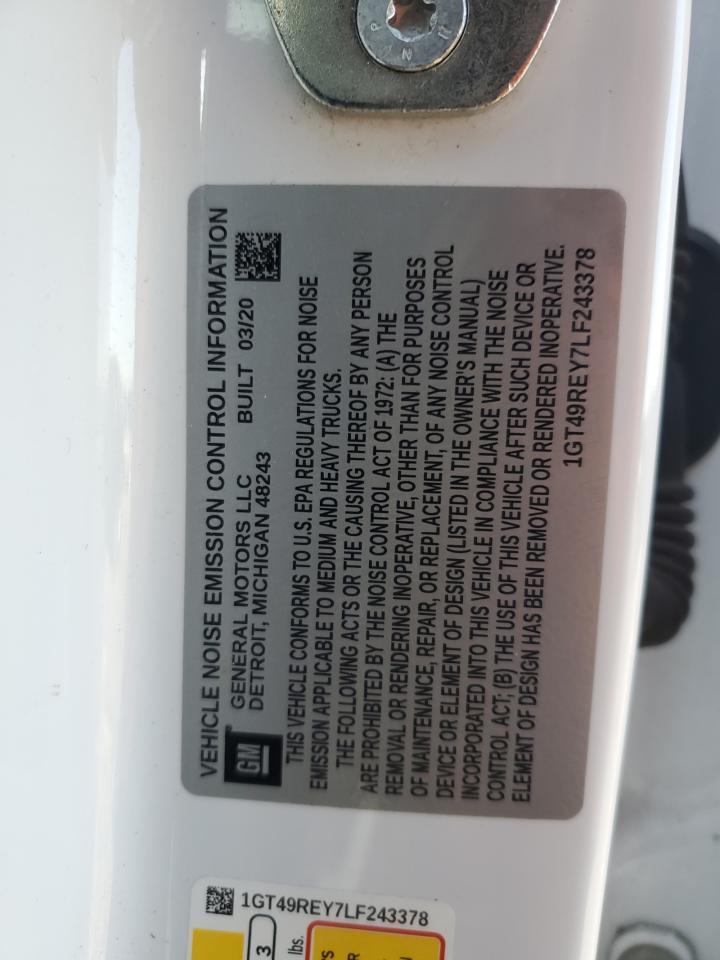 VEHICLE NOISE EMISSION CONTROL INFORMATION
GM
GENERAL MOTORS LLC
DETROIT, MICHIGAN 48243
BUILT 03/20
THIS VEHICLE CONFORMS TO U.S. EPA REGULATIONS FOR NOISE
EMISSION APPLICABLE TO MEDIUM AND HEAVY TRUCKS.
THE FOLLOWING ACTS OR THE CAUSING THEREOF BY ANY PERSON
ARE PROHIBITED BY THE NOISE CONTROL ACT OF 1972: (A) THE
REMOVAL OR RENDERING INOPERATIVE, OTHER THAN FOR PURPOSES
OF MAINTENANCE, REPAIR, OR REPLACEMENT, OF ANY NOISE CONTROL
DEVICE OR ELEMENT OF DESIGN (LISTED IN THE OWNER'S MANUAL)
INCORPORATED INTO THIS VEHICLE IN COMPLIANCE WITH THE NOISE
CONTROL ACT; (B) THE USE OF THIS VEHICLE AFTER SUCH DEVICE OR
ELEMENT OF DESIGN HAS BEEN REMOVED OR RENDERED INOPERATIVE.
1GT49REY7LF243378
1GT49REY7LF243378
3
lbs.